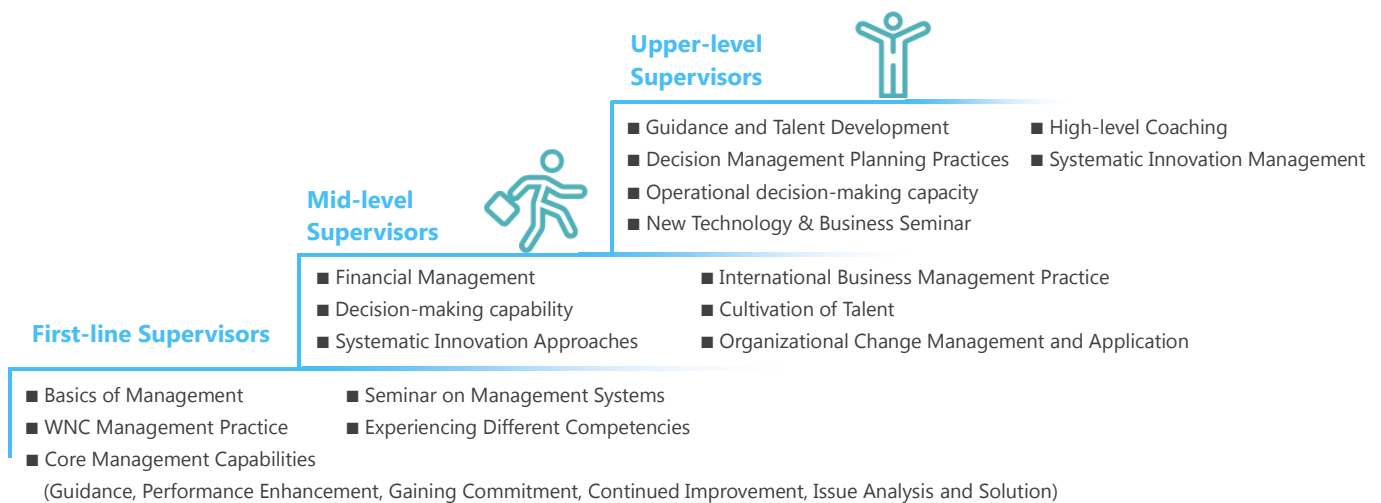 Upper-level
Supervisors
■ Guidance and Talent Development
■ High-level Coaching
■ Decision Management Planning Practices
■ Systematic Innovation Management
■ Operational decision-making capacity
■ New Technology & Business Seminar
Mid-level
Supervisors
■ Financial Management
■ International Business Management Practice
■ Decision-making capability
■ Cultivation of Talent
■ Systematic Innovation Approaches
■ Organizational Change Management and Application
First-line Supervisors
■ Basics of Management
■ Seminar on Management Systems
■ WNC Management Practice
■ Experiencing Different Competencies
■ Core Management Capabilities
(Guidance, Performance Enhancement, Gaining Commitment, Continued Improvement, Issue Analysis and Solution)